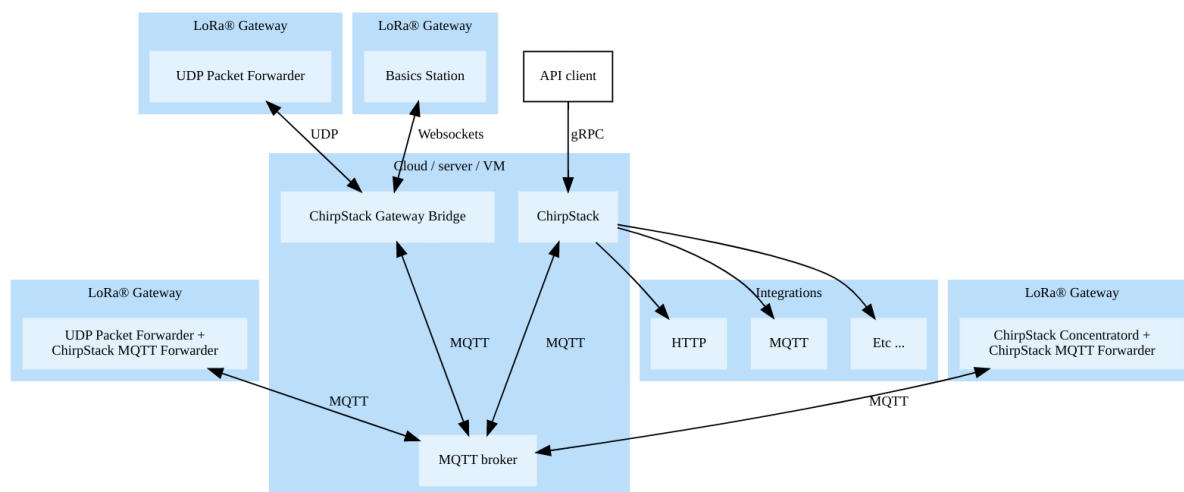 LoRa® Gateway
LoRa® Gateway
UDP Packet Forwarder
Basics Station
API client
UDP
Websockets
gRPC
Cloud / server / VM
ChirpStack Gateway Bridge
ChirpStack
LoRa® Gateway
Integrations
LoRa® Gateway
UDP Packet Forwarder +
ChirpStack MQTT Forwarder
MQTT
MQTT
HTTP
MQTT
Etc ...
ChirpStack Concentratord +
ChirpStack MQTT Forwarder
MQTT
MQTT
MQTT broker